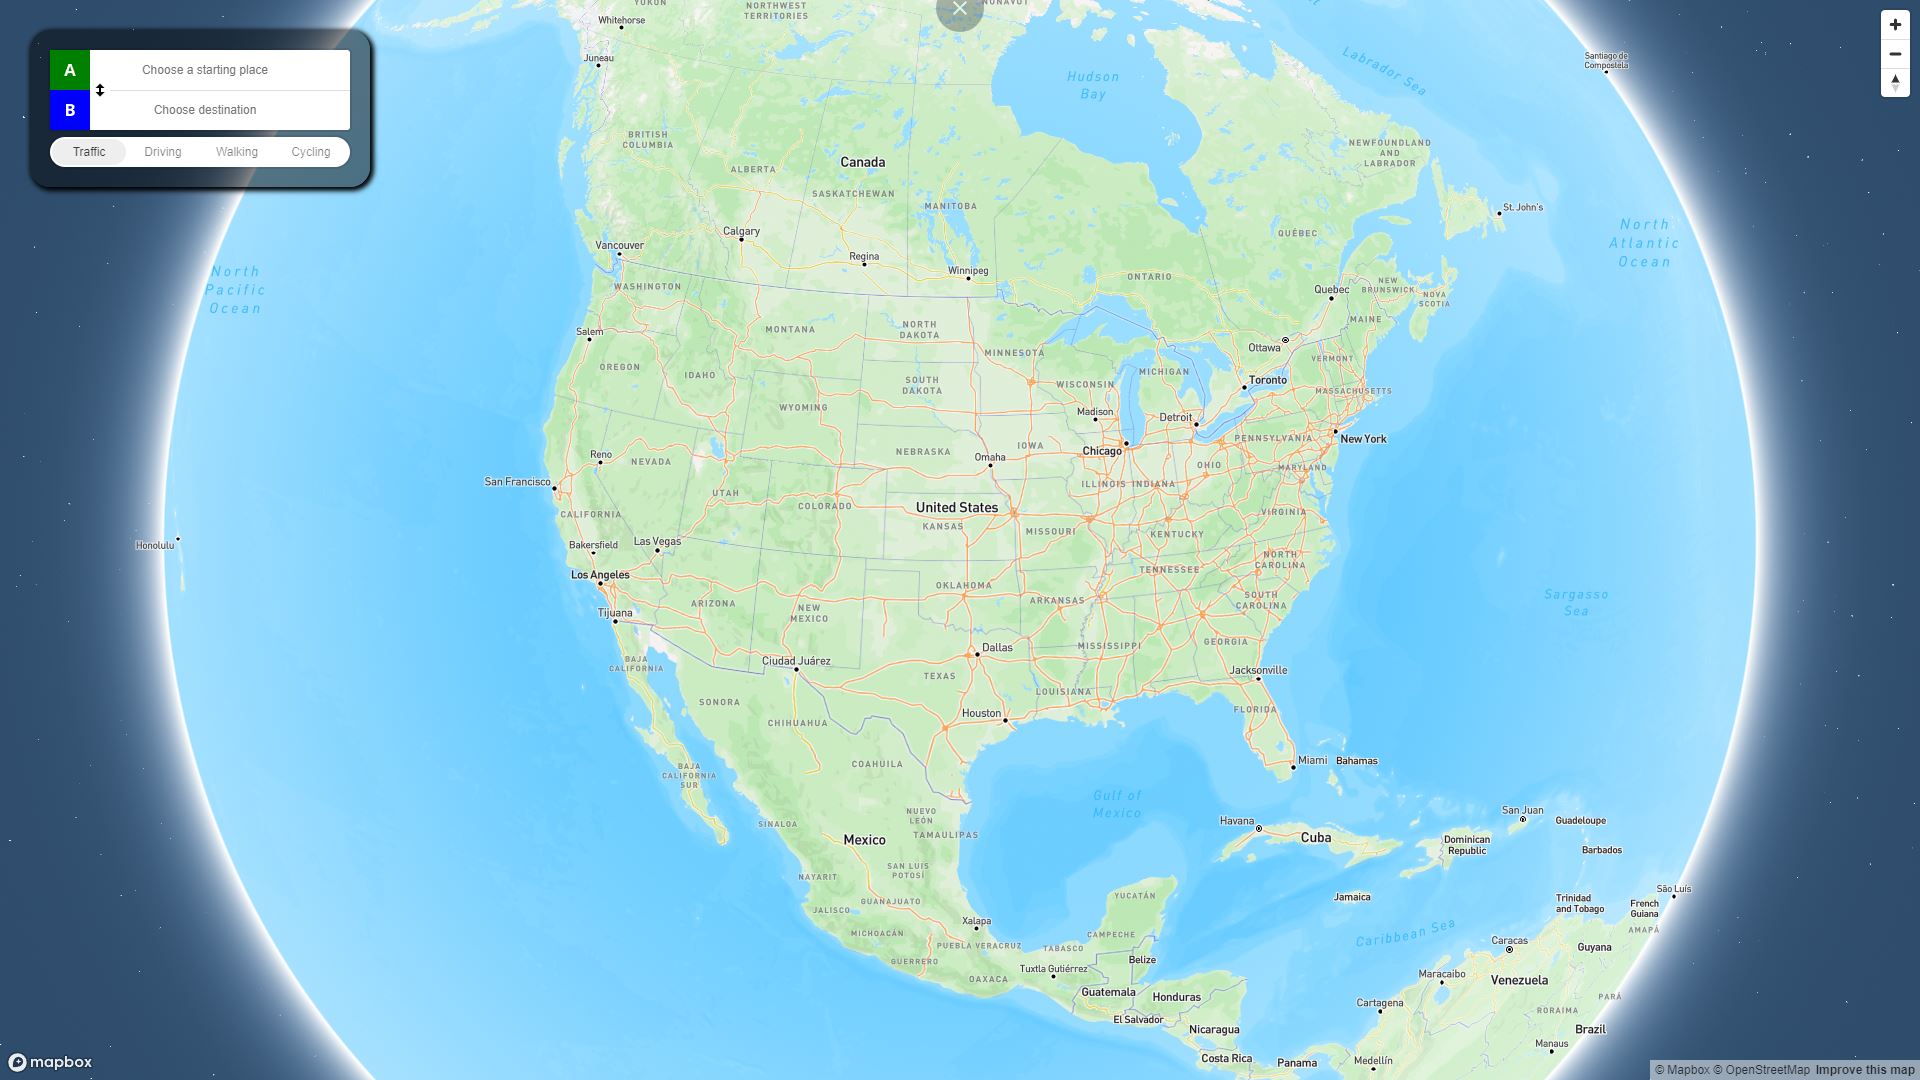 YUKON
NORTHWEST
TERRITORIES
NUNAVUT
Whitehorse
Juneau
Hudson
Bay
Labrador Sea
Santiago de
Compostela
A
Choose a starting place
B
Choose destination
Traffic
Driving
Walking
Cycling
BRITISH
COLUMBIA
ALBERTA
Canada
SASKATCHEWAN
MANITOBA
NEWFOUNDLAND
AND
LABRADOR
St. John's
Calgary
Vancouver
Regina
Winnipeg
ONTARIO
QUÉBEC
North
Atlantic
Ocean
North
Pacific
Ocean
WASHINGTON
Quebec
NEW
BRUNSWICK
NOVA
SCOTIA
MAINE
Salem
MONTANA
NORTH
DAKOTA
MINNESOTA
Ottawa
VERMONT
OREGON
IDAHO
SOUTH
DAKOTA
WISCONSIN
MICHIGAN
Toronto
MASSACHUSETTS
WYOMING
Madison
Detroit
New York
Reno
NEVADA
NEBRASKA
IOWA
Omaha
Chicago
PENNSYLVANIA
OHIO
MARYLAND
San Francisco
UTAH
COLORADO
United States
KANSAS
ILLINOIS
INDIANA
MISSOURI
KENTUCKY
VIRGINIA
CALIFORNIA
Honolulu
Bakersfield
Las Vegas
Los Angeles
OKLAHOMA
TENNESSEE
NORTH
CAROLINA
ARIZONA
NEW
MEXICO
ARKANSAS
SOUTH
CAROLINA
Sargasso
Sea
Tijuana
BAJA
CALIFORNIA
Ciudad Juárez
Dallas
MISSISSIPPI
GEORGIA
Jacksonville
TEXAS
LOUISIANA
SONORA
CHIHUAHUA
Houston
FLORIDA
COAHUILA
BAJA
CALIFORNIA
SUR
Miami
Bahamas
Gulf of
Mexico
SINALOA
NUEVO
LEÓN
TAMAULIPAS
Mexico
Havana
Cuba
San Juan
Guadeloupe
Dominican
Republic
Barbados
NAYARIT
SAN LUIS
POTOSÍ
JALISCO
GUANAJUATO
YUCATÁN
Jamaica
Trinidad
and Tobago
São Luís
French
Guiana
AMAPÁ
Xalapa
MICHOACÁN
PUEBLA
VERACRUZ
TABASCO
CAMPECHE
Caribbean Sea
Caracas
Guyana
GUERRERO
OAXACA
Tuxtla Gutiérrez
Belize
Maracaibo
Venezuela
Guatemala
Honduras
Cartagena
PARÁ
RORAIMA
El Salvador
Nicaragua
Brazil
Manaus
Costa Rica
Panama
Medellín
mapbox
© Mapbox © OpenStreetMap Improve this map